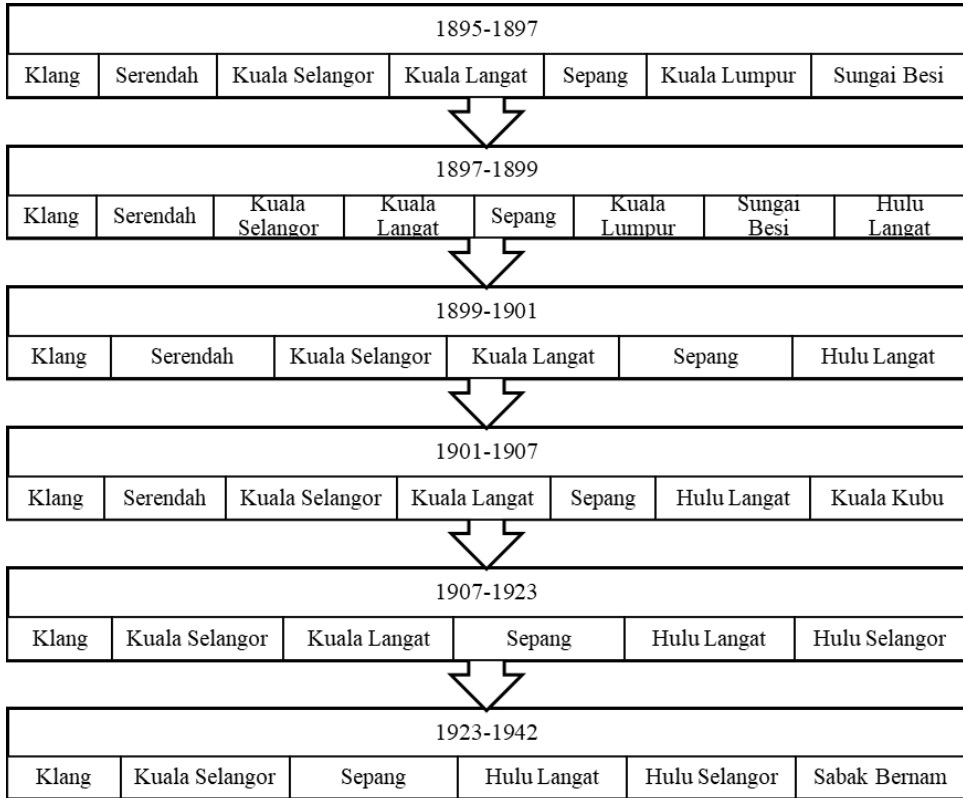 1895-1897
Klang Serendah Kuala Selangor Kuala Langat Sepang Kuala Lumpur Sungai Besi
1897-1899
Klang Serendah Kuala Selangor Kuala Langat Sepang Kuala Lumpur Sungai Besi Hulu Langat
1899-1901
Klang Serendah Kuala Selangor Kuala Langat Sepang Hulu Langat
1901-1907
Klang Serendah Kuala Selangor Kuala Langat Sepang Hulu Langat Kuala Kubu
1907-1923
Klang Kuala Selangor Kuala Langat Sepang Hulu Langat Hulu Selangor
1923-1942
Klang Kuala Selangor Sepang Hulu Langat Hulu Selangor Sabak Bernam